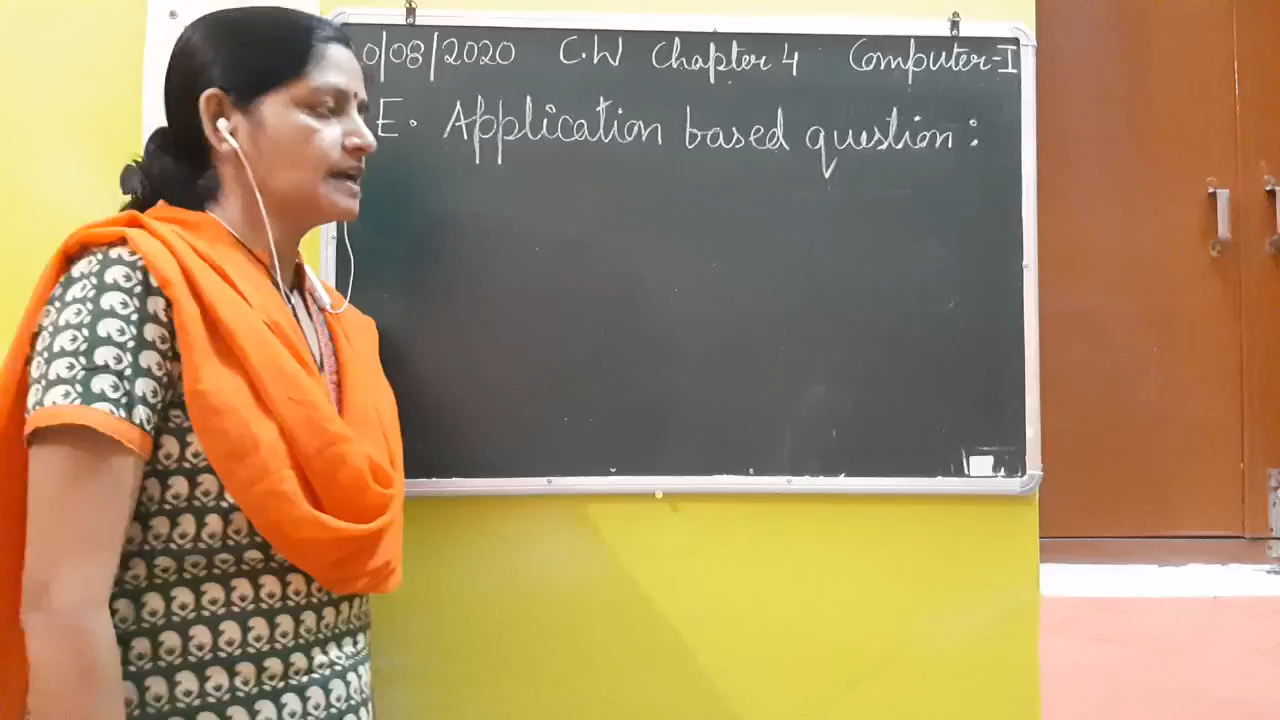 0/08/2020 C.W Chapter 4 Computer-I
E. Application based question: